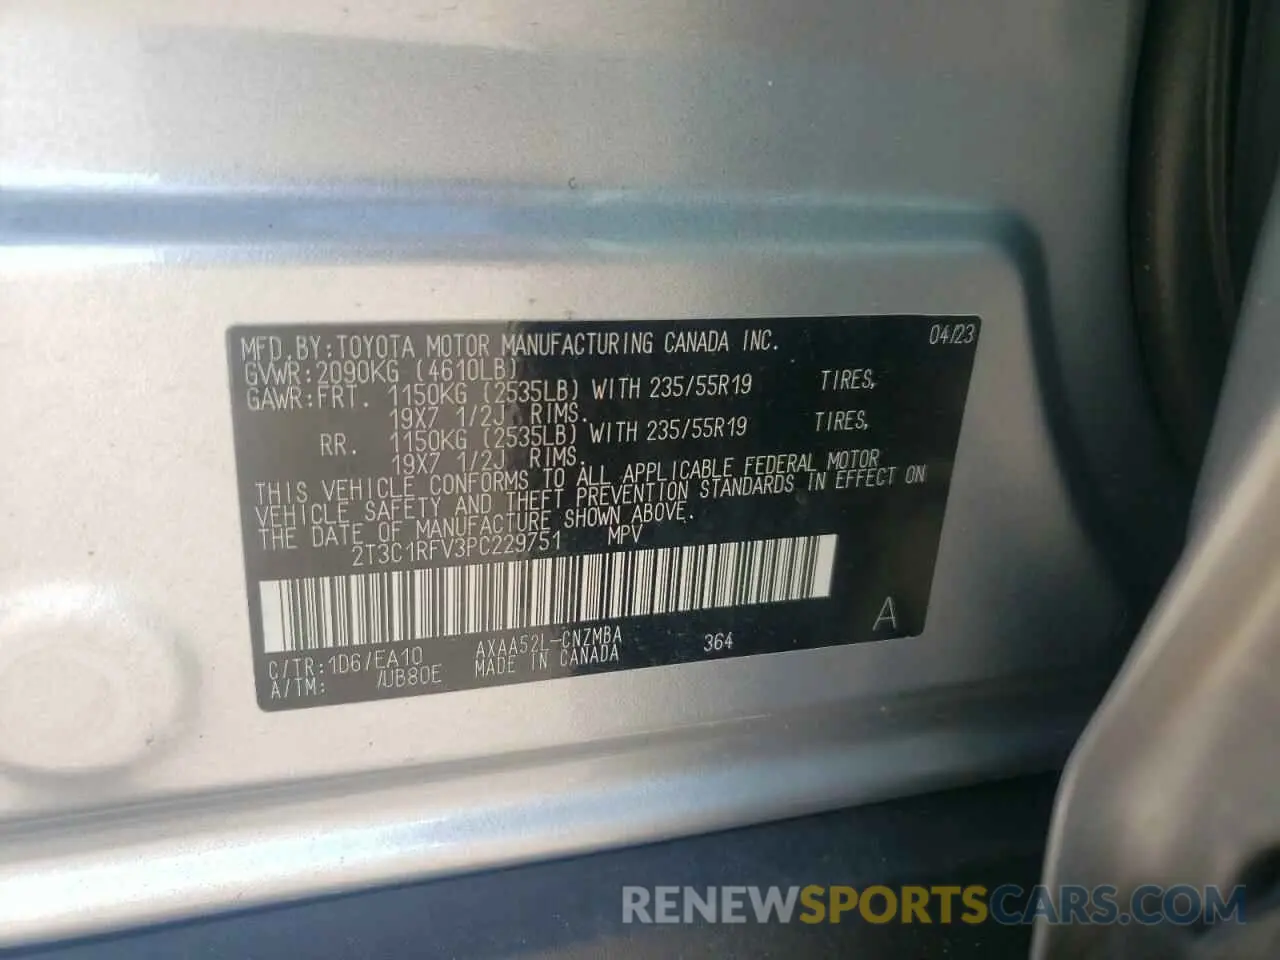 MFD.BY:TOYOTA MOTOR MANUFACTURING CANADA INC. 04/23
GVWR:2090KG (4610LB)
GAWR:FRT. 1150KG (2535LB) WITH 235/55R19 TIRES,
19X7 1/2J RIMS.
RR. 1150KG (2535LB) WITH 235/55R19 TIRES,
19X7 1/2J RIMS.
THIS VEHICLE CONFORMS TO ALL APPLICABLE FEDERAL MOTOR
VEHICLE SAFETY AND THEFT PREVENTION STANDARDS IN EFFECT ON
THE DATE OF MANUFACTURE SHOWN ABOVE.
2T3C1RFV3PC229751 MPV
A
C/TR:1D6/EA10 AXAA52L-CNZMBA 364
A/TM: /UB80E MADE IN CANADA
RENEWSPORTSCARS.COM